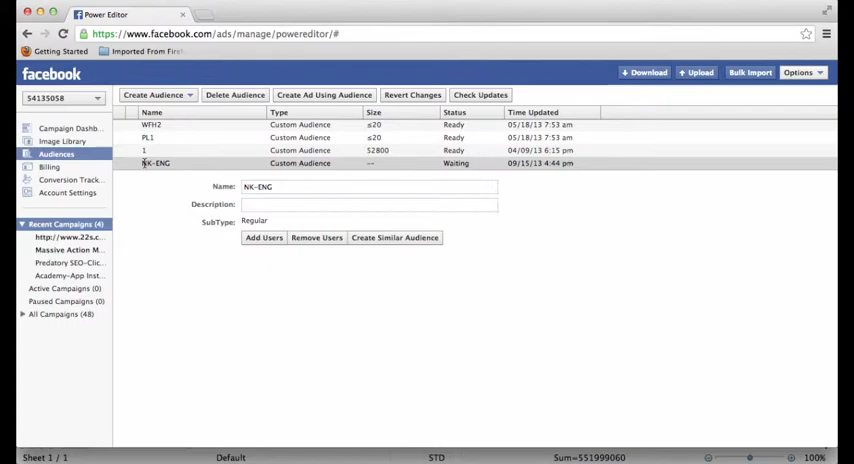 Power Editor
https://www.facebook.com/ads/manage/powereditor/#
Getting Started Imported From Firef
facebook Download Upload Bulk Import Options
54135058 Create Audience Delete Audience Create Ad Using Audience Revert Changes Check Updates
Name Type Size Status Time Updated
WFH2 Custom Audience ≤20 Ready 05/18/13 7:53 am
PL1 Custom Audience ≤20 Ready 05/18/13 7:53 am
1 Custom Audience 52800 Ready 04/09/13 6:15 pm
NK-ENG Custom Audience -- Waiting 09/15/13 4:44 pm
Campaign Dashb...
Image Library
Audiences
Billing
Conversion Track...
Account Settings
Name: NK-ENG
Description:
SubType: Regular
Add Users Remove Users Create Similar Audience
Recent Campaigns (4)
http://www.22s.c...
Massive Action M...
Predatory SEO-Clic...
Academy-App Inst...
Active Campaigns (0)
Paused Campaigns (0)
All Campaigns (48)
Sheet 1 / 1 Default STD Sum=551999060 100%